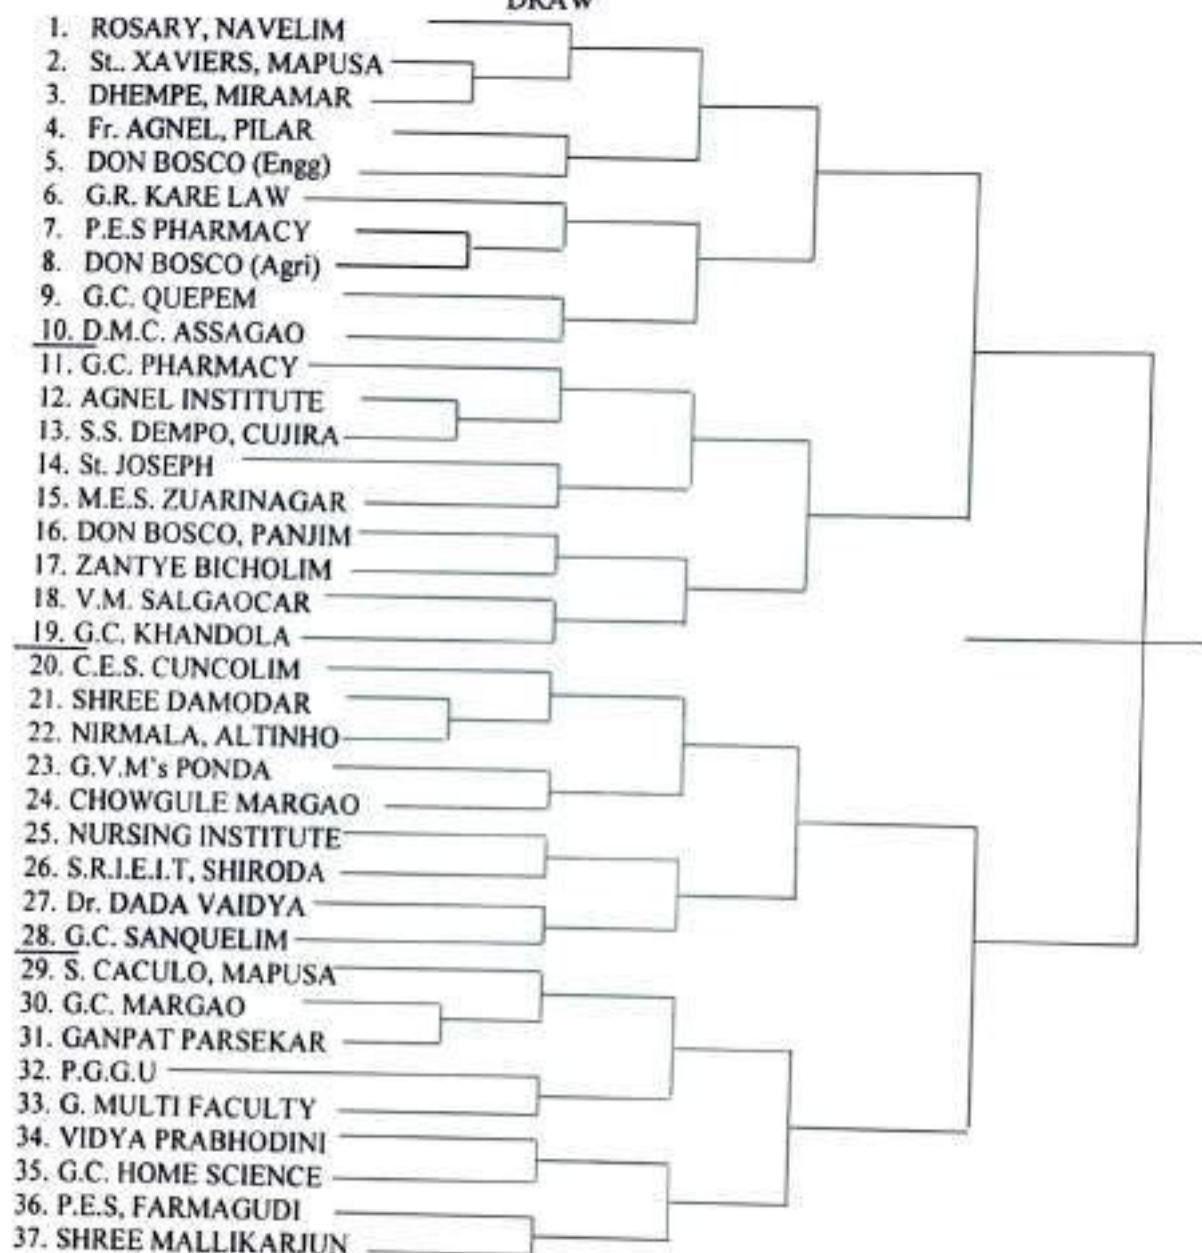 DRAW
1. ROSARY, NAVELIM
2. St.. XAVIERS, MAPUSA
3. DHEMPE, MIRAMAR
4. Fr. AGNEL, PILAR
5. DON BOSCO (Engg)
6. G.R. KARE LAW
7. P.E.S PHARMACY
8. DON BOSCO (Agri)
9. G.C. QUEPEM
10. D.M.C. ASSAGAO
11. G.C. PHARMACY
12. AGNEL INSTITUTE
13. S.S. DEMPO, CUJIRA
14. St. JOSEPH
15. M.E.S. ZUARINAGAR
16. DON BOSCO, PANJIM
17. ZANTYE BICHOLIM
18. V.M. SALGAOCAR
19. G.C. KHANDOLA
20. C.E.S. CUNCOLIM
21. SHREE DAMODAR
22. NIRMALA, ALTINHO
23. G.V.M's PONDA
24. CHOWGULE MARGAO
25. NURSING INSTITUTE
26. S.R.I.E.I.T, SHIRODA
27. Dr. DADA VAIDYA
28. G.C. SANQUELIM
29. S. CACULO, MAPUSA
30. G.C. MARGAO
31. GANPAT PARSEKAR
32. P.G.G.U
33. G. MULTI FACULTY
34. VIDYA PRABHODINI
35. G.C. HOME SCIENCE
36. P.E.S, FARMAGUDI
37. SHREE MALLIKARJUN